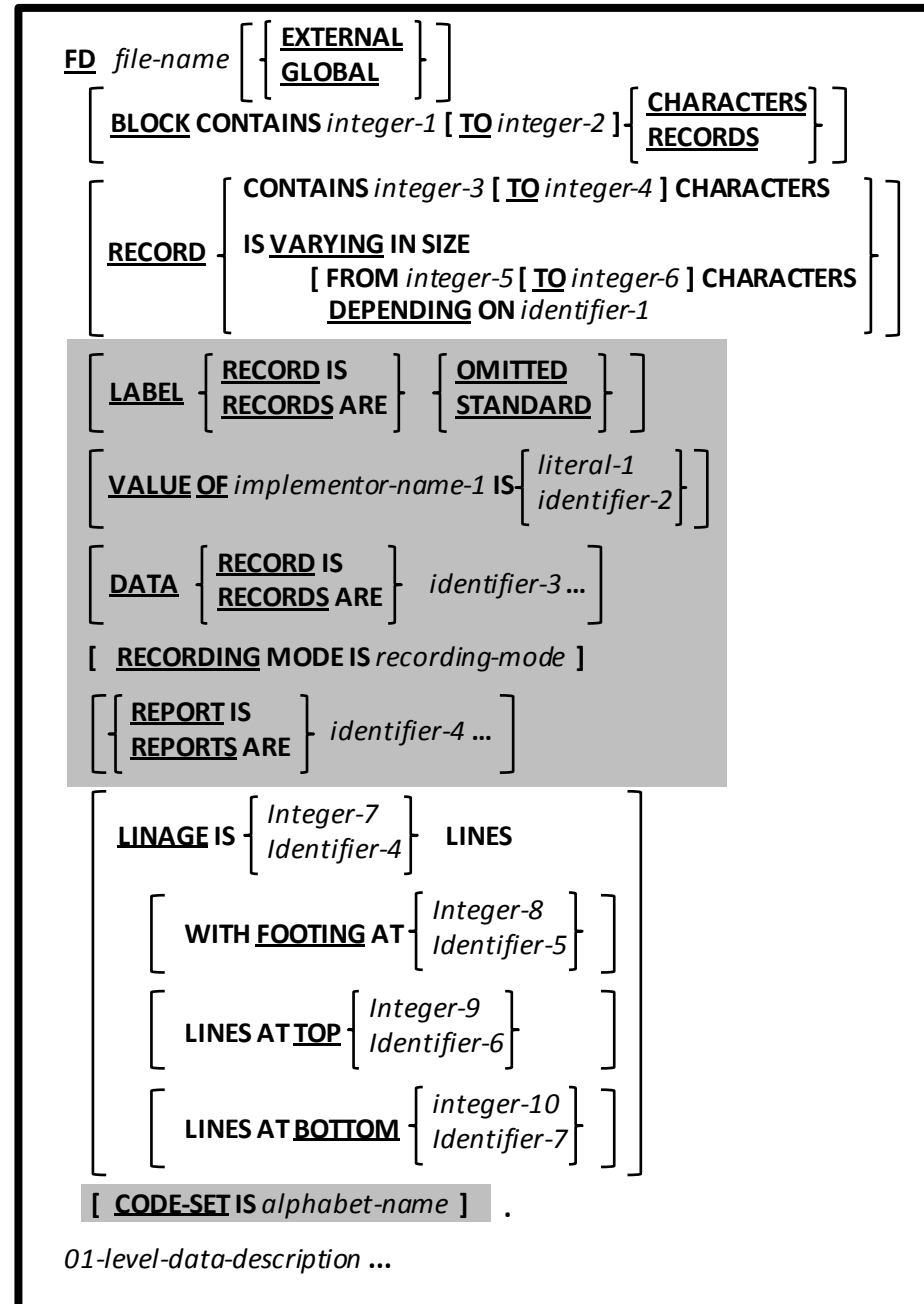 EXTERNAL
FD file-name
GLOBAL
CHARACTERS
BLOCK CONTAINS integer-1 [ TO integer-2 ]
RECORDS
CONTAINS integer-3 [ TO integer-4 ] CHARACTERS
RECORD
IS VARYING IN SIZE
[ FROM integer-5 [ TO integer-6 ] CHARACTERS
DEPENDING ON identifier-1
RECORD IS
OMITTED
LABEL
RECORDS ARE
STANDARD
literal-1
VALUE OF implementor-name-1 IS
identifier-2
RECORD IS
DATA
RECORDS ARE
identifier-3 ...
[ RECORDING MODE IS recording-mode ]
REPORT IS
REPORTS ARE
identifier-4 ...
Integer-7
LINAGE IS
Identifier-4
LINES
Integer-8
WITH FOOTING AT
Identifier-5
Integer-9
LINES AT TOP
Identifier-6
integer-10
LINES AT BOTTOM
Identifier-7
[ CODE-SET IS alphabet-name ] .
01-level-data-description ...